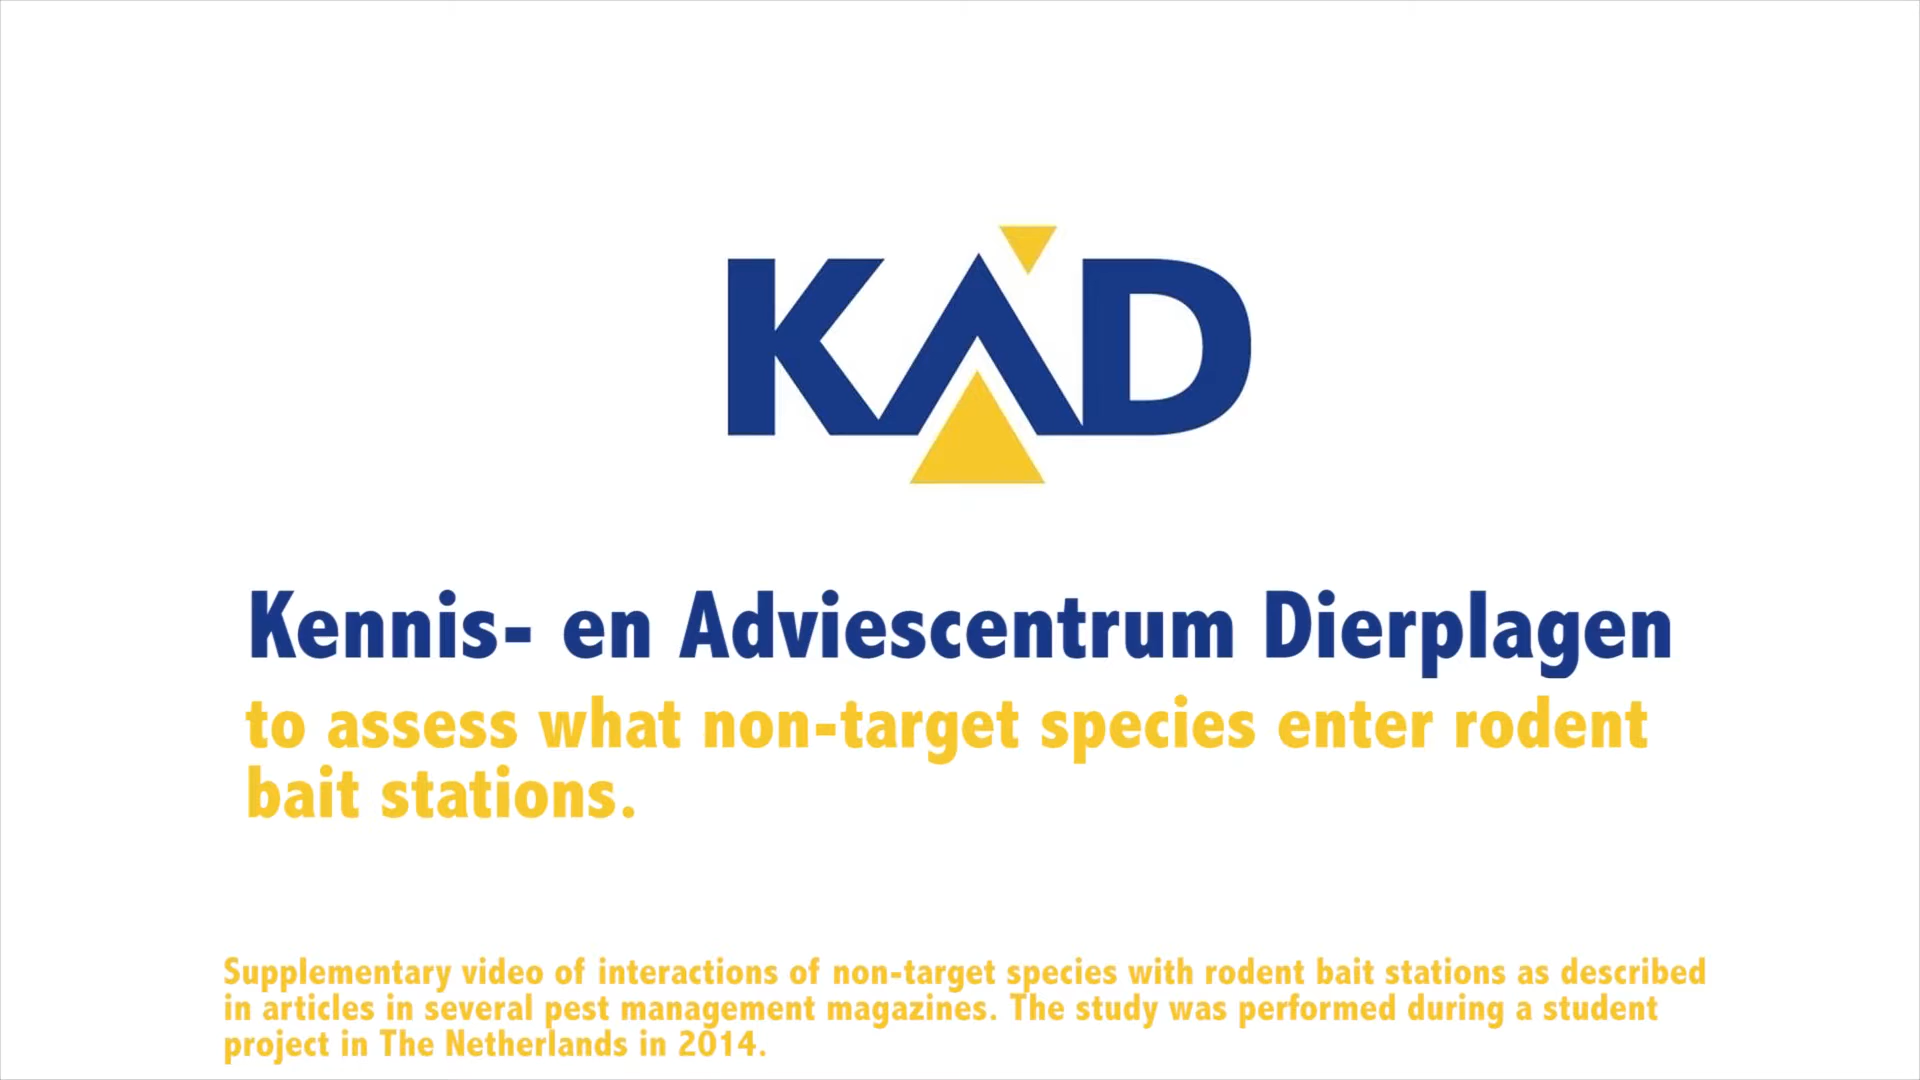 KAD
Kennis- en Adviescentrum Dierplagen
to assess what non-target species enter rodent
bait stations.
Supplementary video of interactions of non-target species with rodent bait stations as described
in articles in several pest management magazines. The study was performed during a student
project in The Netherlands in 2014.